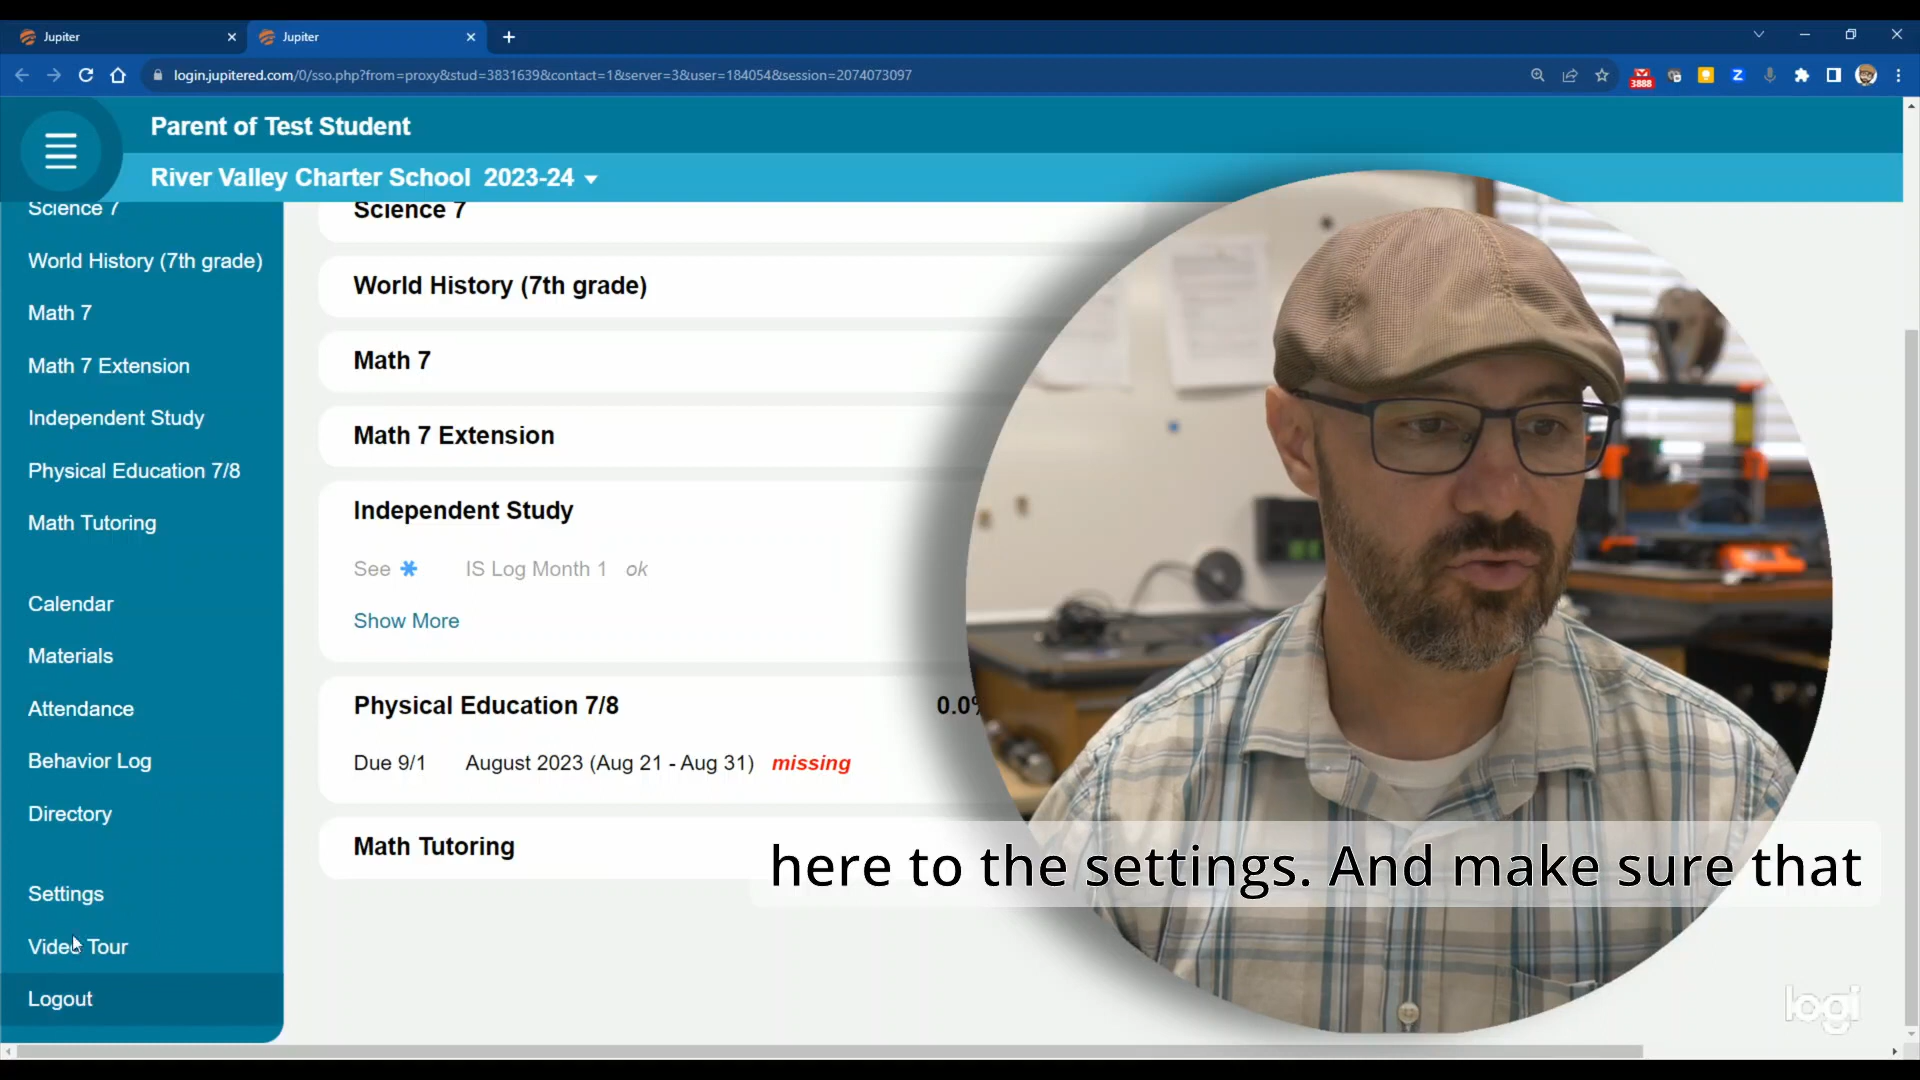 Jupiter
Jupiter
login.jupitered.com/0/sso.php?from=proxy&stud=3831639&contact=1&server=3&user=184054&session=2074073097
3888
Z
Parent of Test Student
River Valley Charter School 2023-24
Science 7
World History (7th grade)
Math 7
Math 7 Extension
Independent Study
Physical Education 7/8
Math Tutoring
Calendar
Materials
Attendance
Behavior Log
Directory
Settings
Video Tour
Logout
Science 7
World History (7th grade)
Math 7
Math 7 Extension
Independent Study
See * IS Log Month 1 ok
Show More
Physical Education 7/8 0.0%
Due 9/1 August 2023 (Aug 21 - Aug 31) missing
Math Tutoring
here to the settings. And make sure that
logi